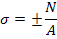 σ = ± N/A